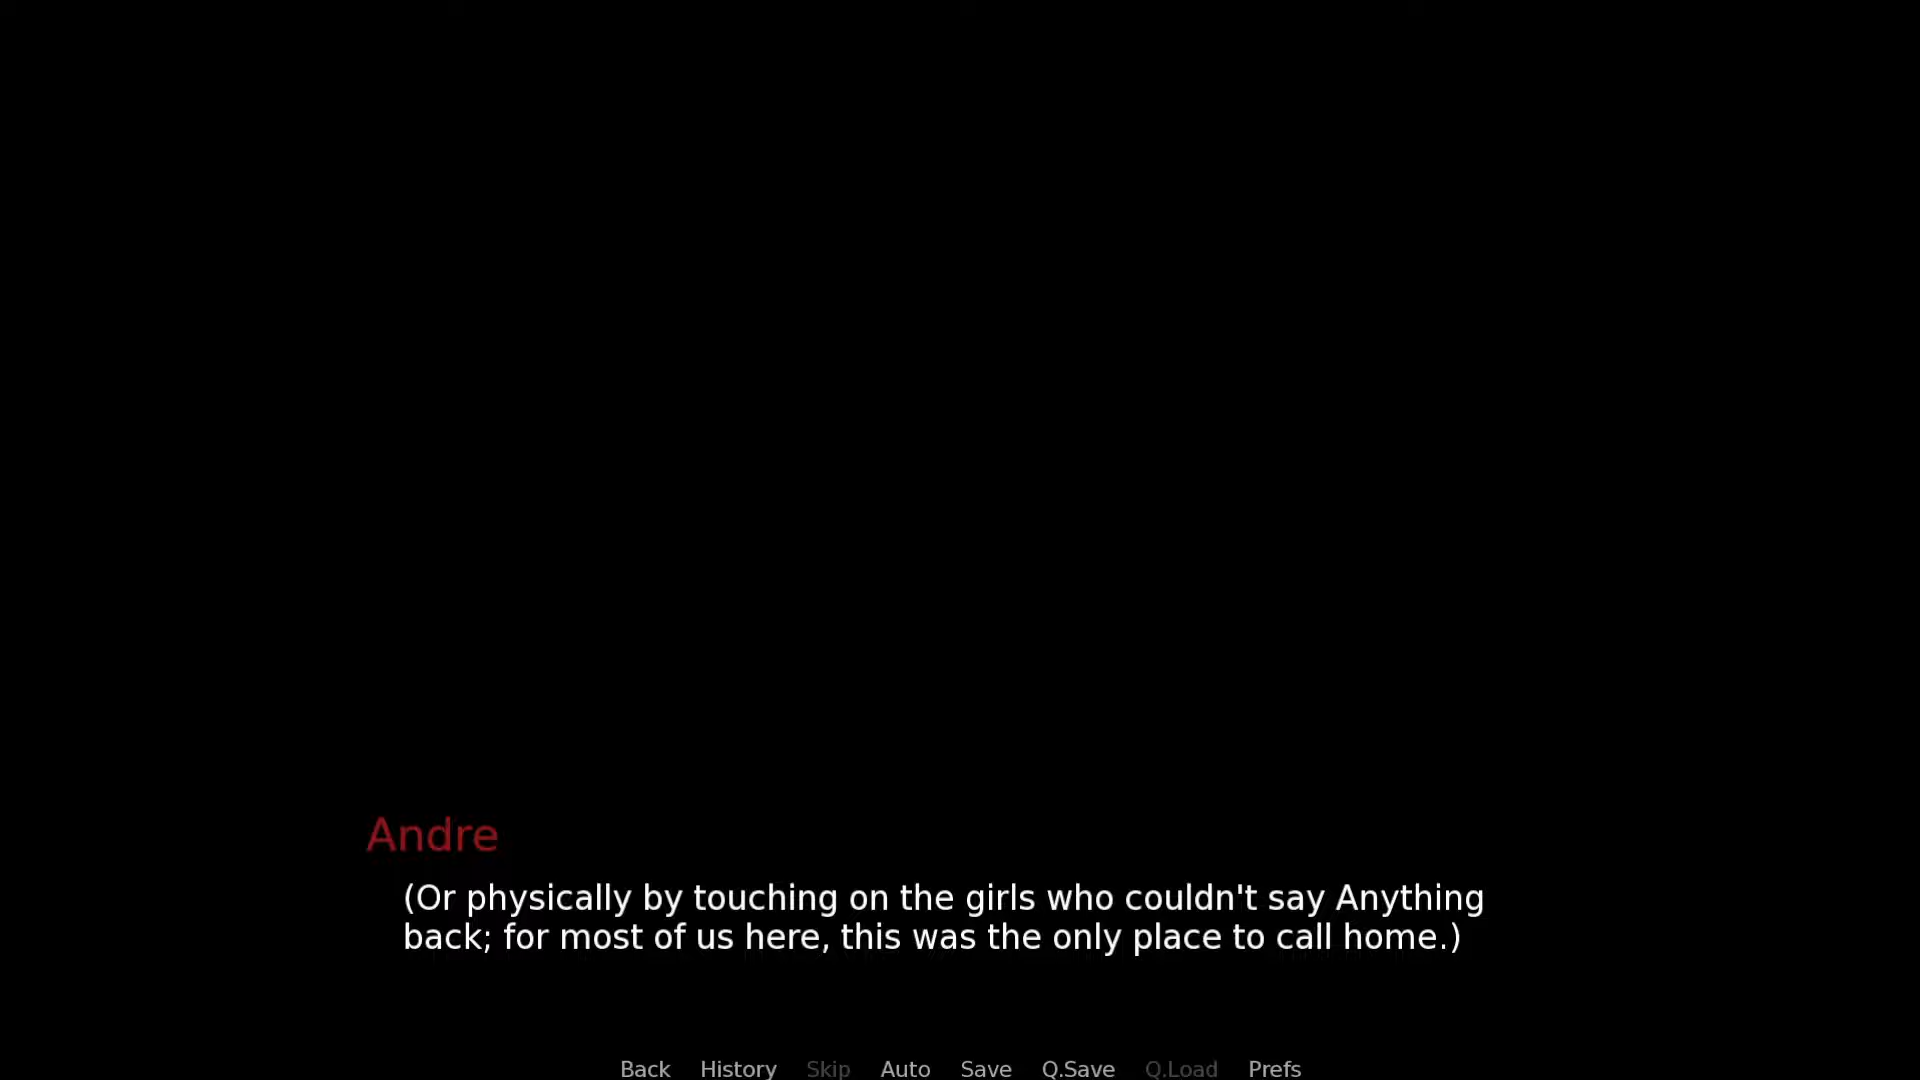 Andre
(Or physically by touching on the girls who couldn't say Anything
back; for most of us here, this was the only place to call home.)
Back History Skip Auto Save Q.Save Q.Load Prefs